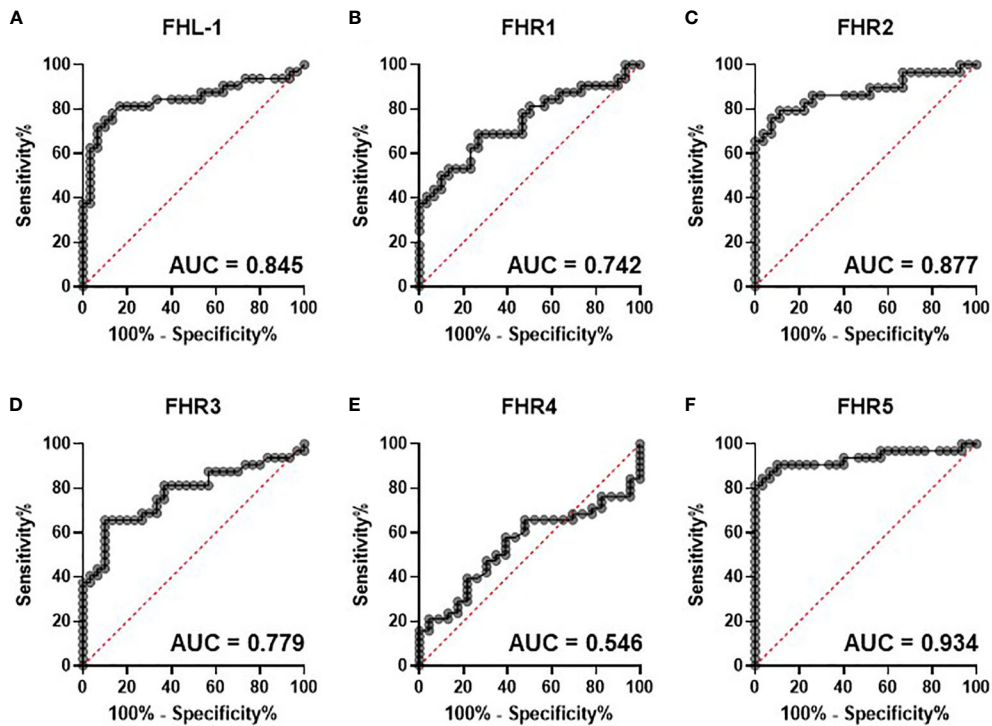 A
FHL-1
100
80
60
40
20
0
Sensitivity%
AUC = 0.845
0 20 40 60 80 100
100% - Specificity%
B
FHR1
100
80
60
40
20
0
Sensitivity%
AUC = 0.742
0 20 40 60 80 100
100% - Specificity%
C
FHR2
100
80
60
40
20
0
Sensitivity%
AUC = 0.877
0 20 40 60 80 100
100% - Specificity%
D
FHR3
100
80
60
40
20
0
Sensitivity%
AUC = 0.779
0 20 40 60 80 100
100% - Specificity%
E
FHR4
100
80
60
40
20
0
Sensitivity%
AUC = 0.546
0 20 40 60 80 100
100% - Specificity%
F
FHR5
100
80
60
40
20
0
Sensitivity%
AUC = 0.934
0 20 40 60 80 100
100% - Specificity%